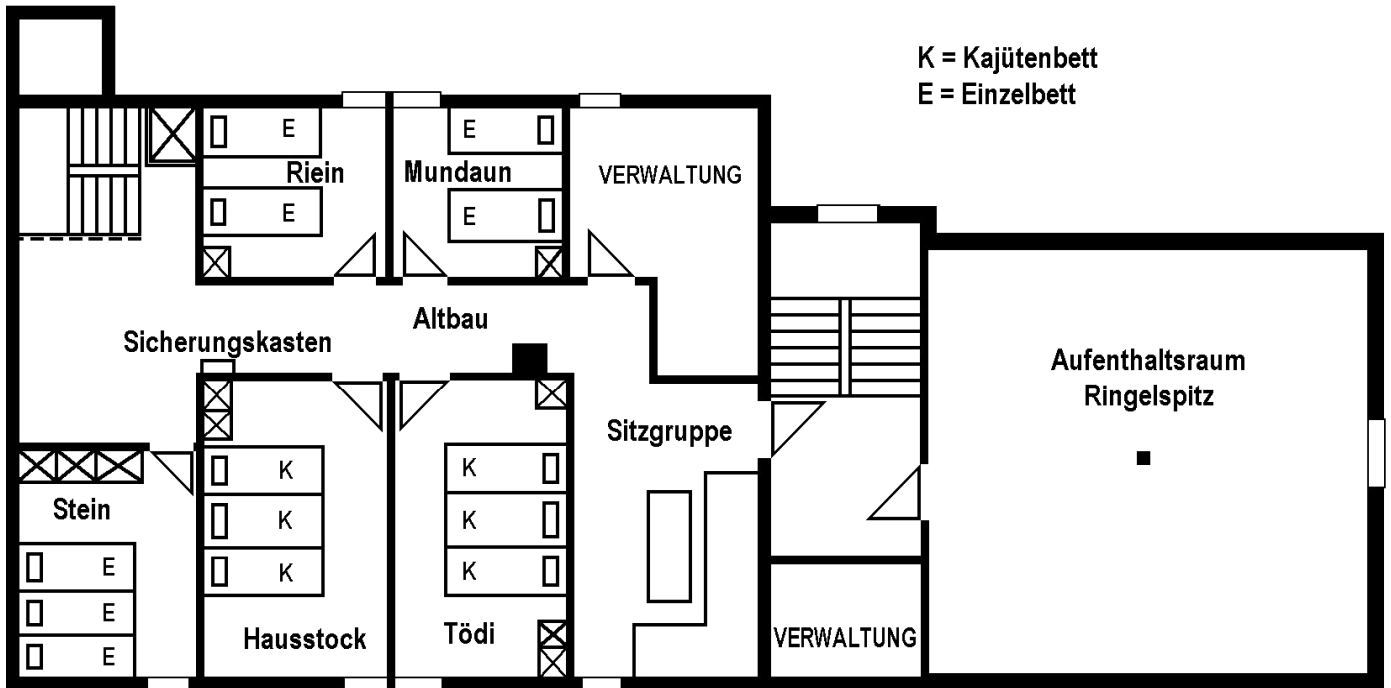 K = Kajütenbett
E = Einzelbett
E
Riein
E
E
Mundaun
E
VERWALTUNG
Altbau
Sicherungskasten
Aufenthaltsraum
Ringelspitz
Sitzgruppe
Stein
E
E
E
K
K
K
Hausstock
K
K
K
Tödi
VERWALTUNG